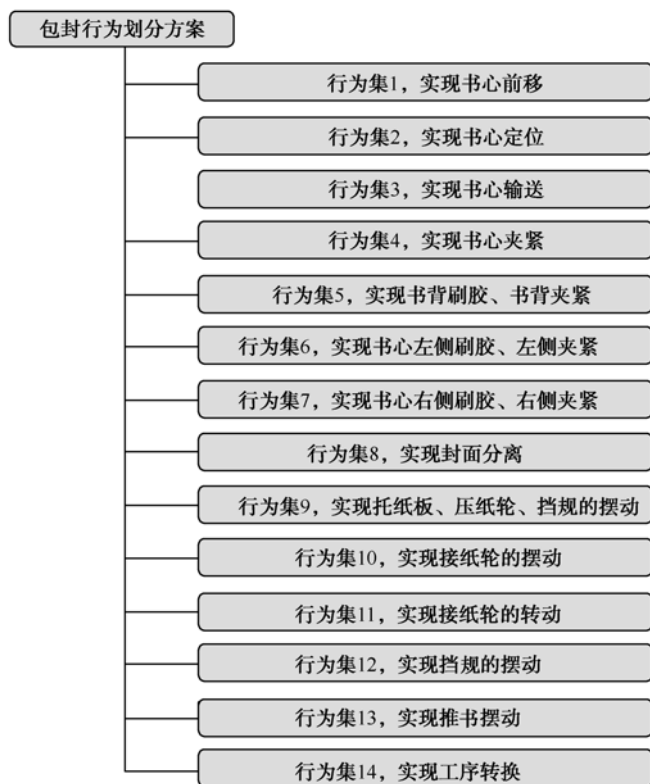 包封行为划分方案
行为集1，实现书心前移
行为集2，实现书心定位
行为集3，实现书心输送
行为集4，实现书心夹紧
行为集5，实现书背刷胶、书背夹紧
行为集6，实现书心左侧刷胶、左侧夹紧
行为集7，实现书心右侧刷胶、右侧夹紧
行为集8，实现封面分离
行为集9，实现托纸板、压纸轮、挡规的摆动
行为集10，实现接纸轮的摆动
行为集11，实现接纸轮的转动
行为集12，实现挡规的摆动
行为集13，实现推书摆动
行为集14，实现工序转换